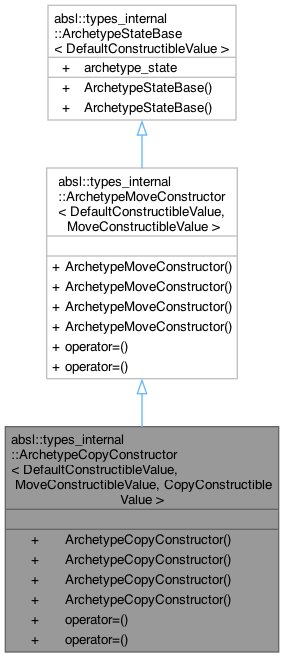 absl::types_internal
::ArchetypeStateBase
< DefaultConstructibleValue >
+ archetype_state
+ ArchetypeStateBase()
+ ArchetypeStateBase()
absl::types_internal
::ArchetypeMoveConstructor
< DefaultConstructibleValue,
MoveConstructibleValue >
+ ArchetypeMoveConstructor()
+ ArchetypeMoveConstructor()
+ ArchetypeMoveConstructor()
+ ArchetypeMoveConstructor()
+ operator=()
+ operator=()
absl::types_internal
::ArchetypeCopyConstructor
< DefaultConstructibleValue,
MoveConstructibleValue, CopyConstructible
Value >
+ ArchetypeCopyConstructor()
+ ArchetypeCopyConstructor()
+ ArchetypeCopyConstructor()
+ ArchetypeCopyConstructor()
+ operator=()
+ operator=()